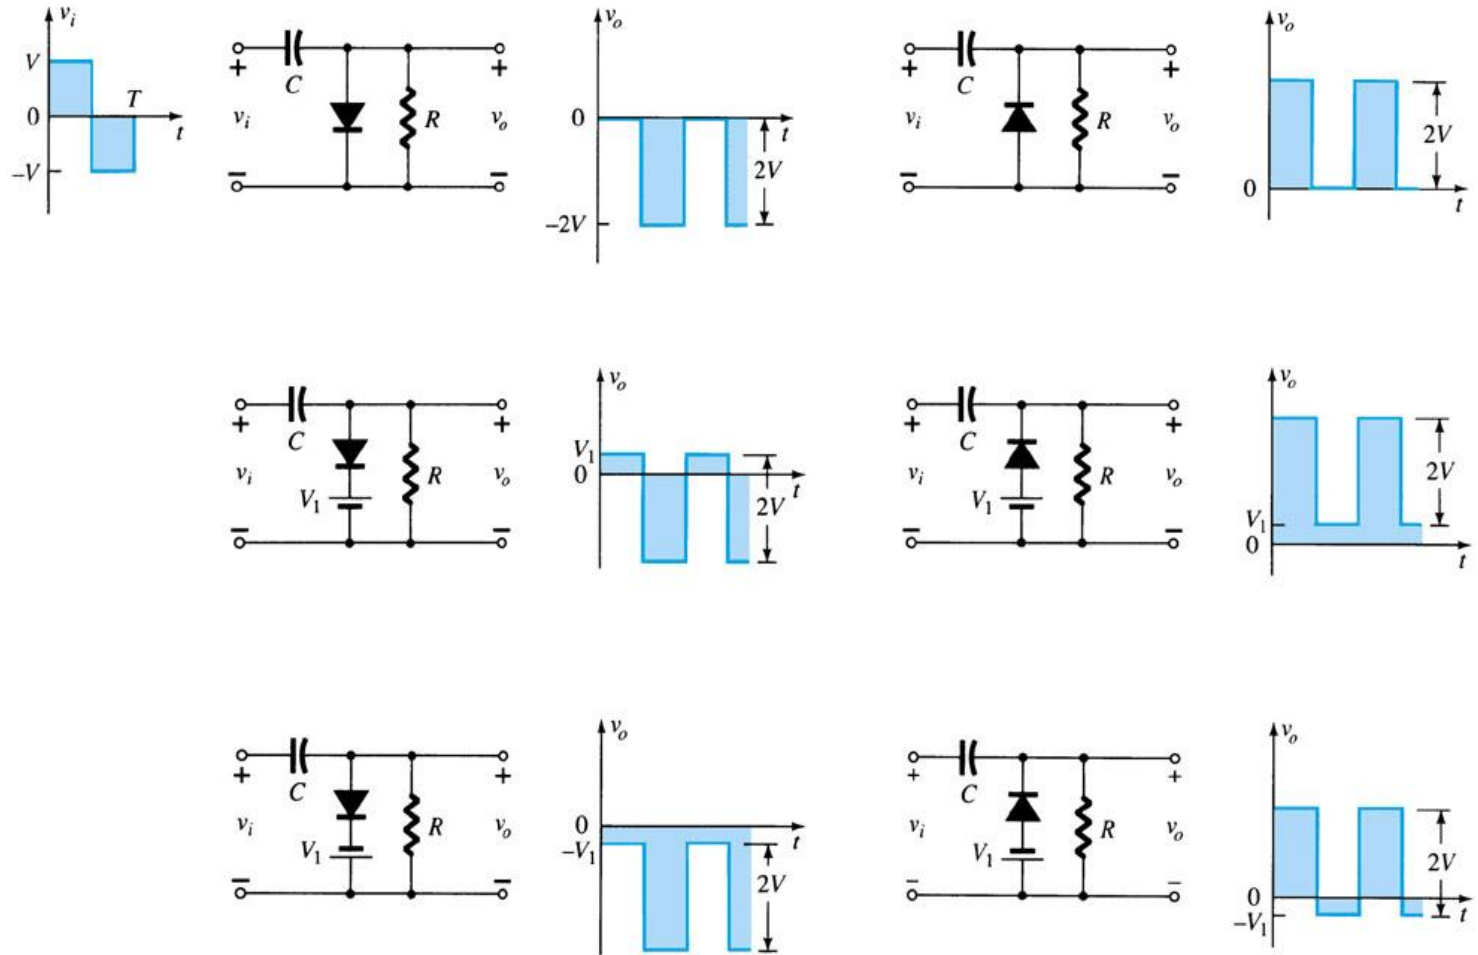 v_i
V
0
–V
T
t
+
–
C
v_i
R
+
–
v_o
v_o
0
–2V
t
2V
+
–
C
v_i
R
+
–
v_o
v_o
0
t
2V
+
–
C
v_i
V_1
R
+
–
v_o
v_o
V_1
0
t
2V
+
–
C
v_i
V_1
R
+
–
v_o
v_o
V_1
0
t
2V
+
–
C
v_i
V_1
R
+
–
v_o
v_o
0
–V_1
t
2V
+
–
C
v_i
V_1
R
+
–
v_o
v_o
0
–V_1
t
2V